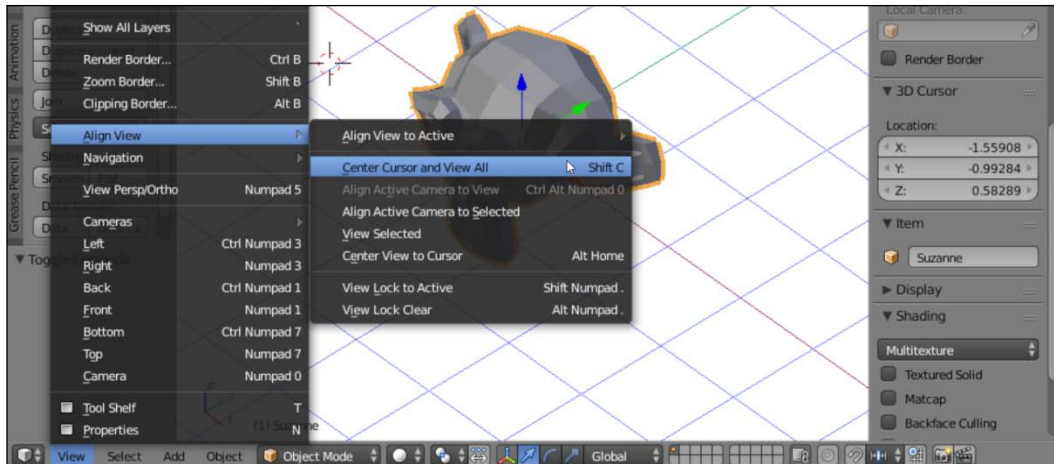 Animation
Physics
Grease Pencil
Show All Layers `
Render Border... Ctrl B
Zoom Border... Shift B
Clipping Border... Alt B
Align View
Navigation
View Persp/Ortho Numpad 5
Cameras
Left Ctrl Numpad 3
Right Numpad 3
Back Ctrl Numpad 1
Front Numpad 1
Bottom Ctrl Numpad 7
Top Numpad 7
Camera Numpad 0
Tool Shelf T
Properties N
Align View to Active
Center Cursor and View All Shift C
Align Active Camera to View Ctrl Alt Numpad 0
Align Active Camera to Selected
View Selected
Center View to Cursor Alt Home
View Lock to Active Shift Numpad .
View Lock Clear Alt Numpad .
Local Camera:
Render Border
3D Cursor
Location:
X: -1.55908
Y: -0.99284
Z: 0.58289
Item
Suzanne
Display
Shading
Multitexture
Textured Solid
Matcap
Backface Culling
View Select Add Object Object Mode Global